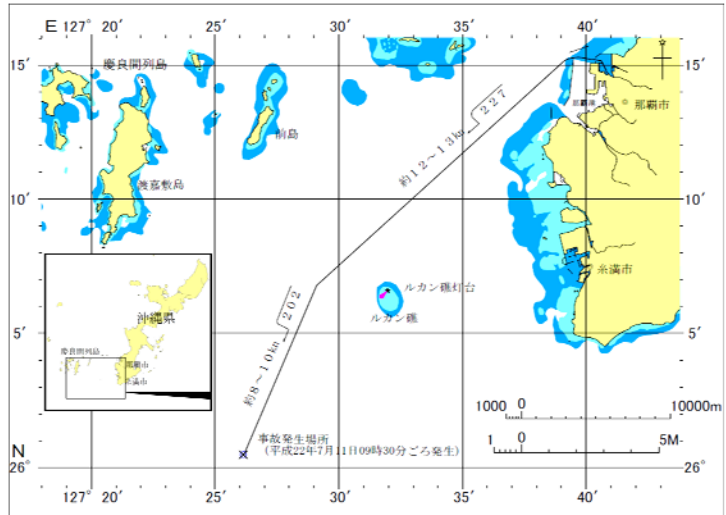 E 127° 20′ 25′ 30′ 35′ 40′
慶良間列島
15′ 15′
那覇港
那覇市
前島
約12～13kn 227
渡嘉敷島
10′ 10′
糸満市
ルカン礁灯台
ルカン礁
沖縄県
5′ 5′
202
約8～10kn
慶良間列島
那覇市
糸満市
1000 0 10000m
事故発生場所
(平成22年7月11日09時30分ごろ発生)
1 0 5M
N
26° 26°
127° 20′ 25′ 30′ 35′ 40′